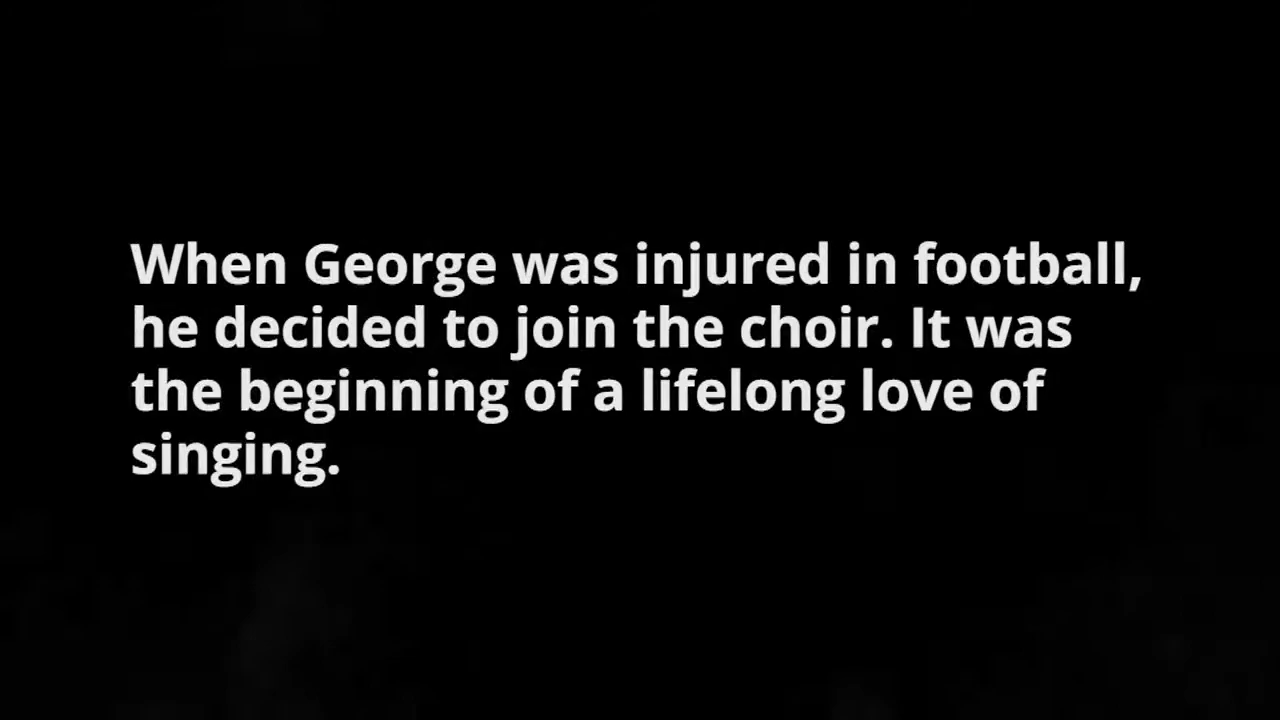 When George was injured in football,
he decided to join the choir. It was
the beginning of a lifelong love of
singing.